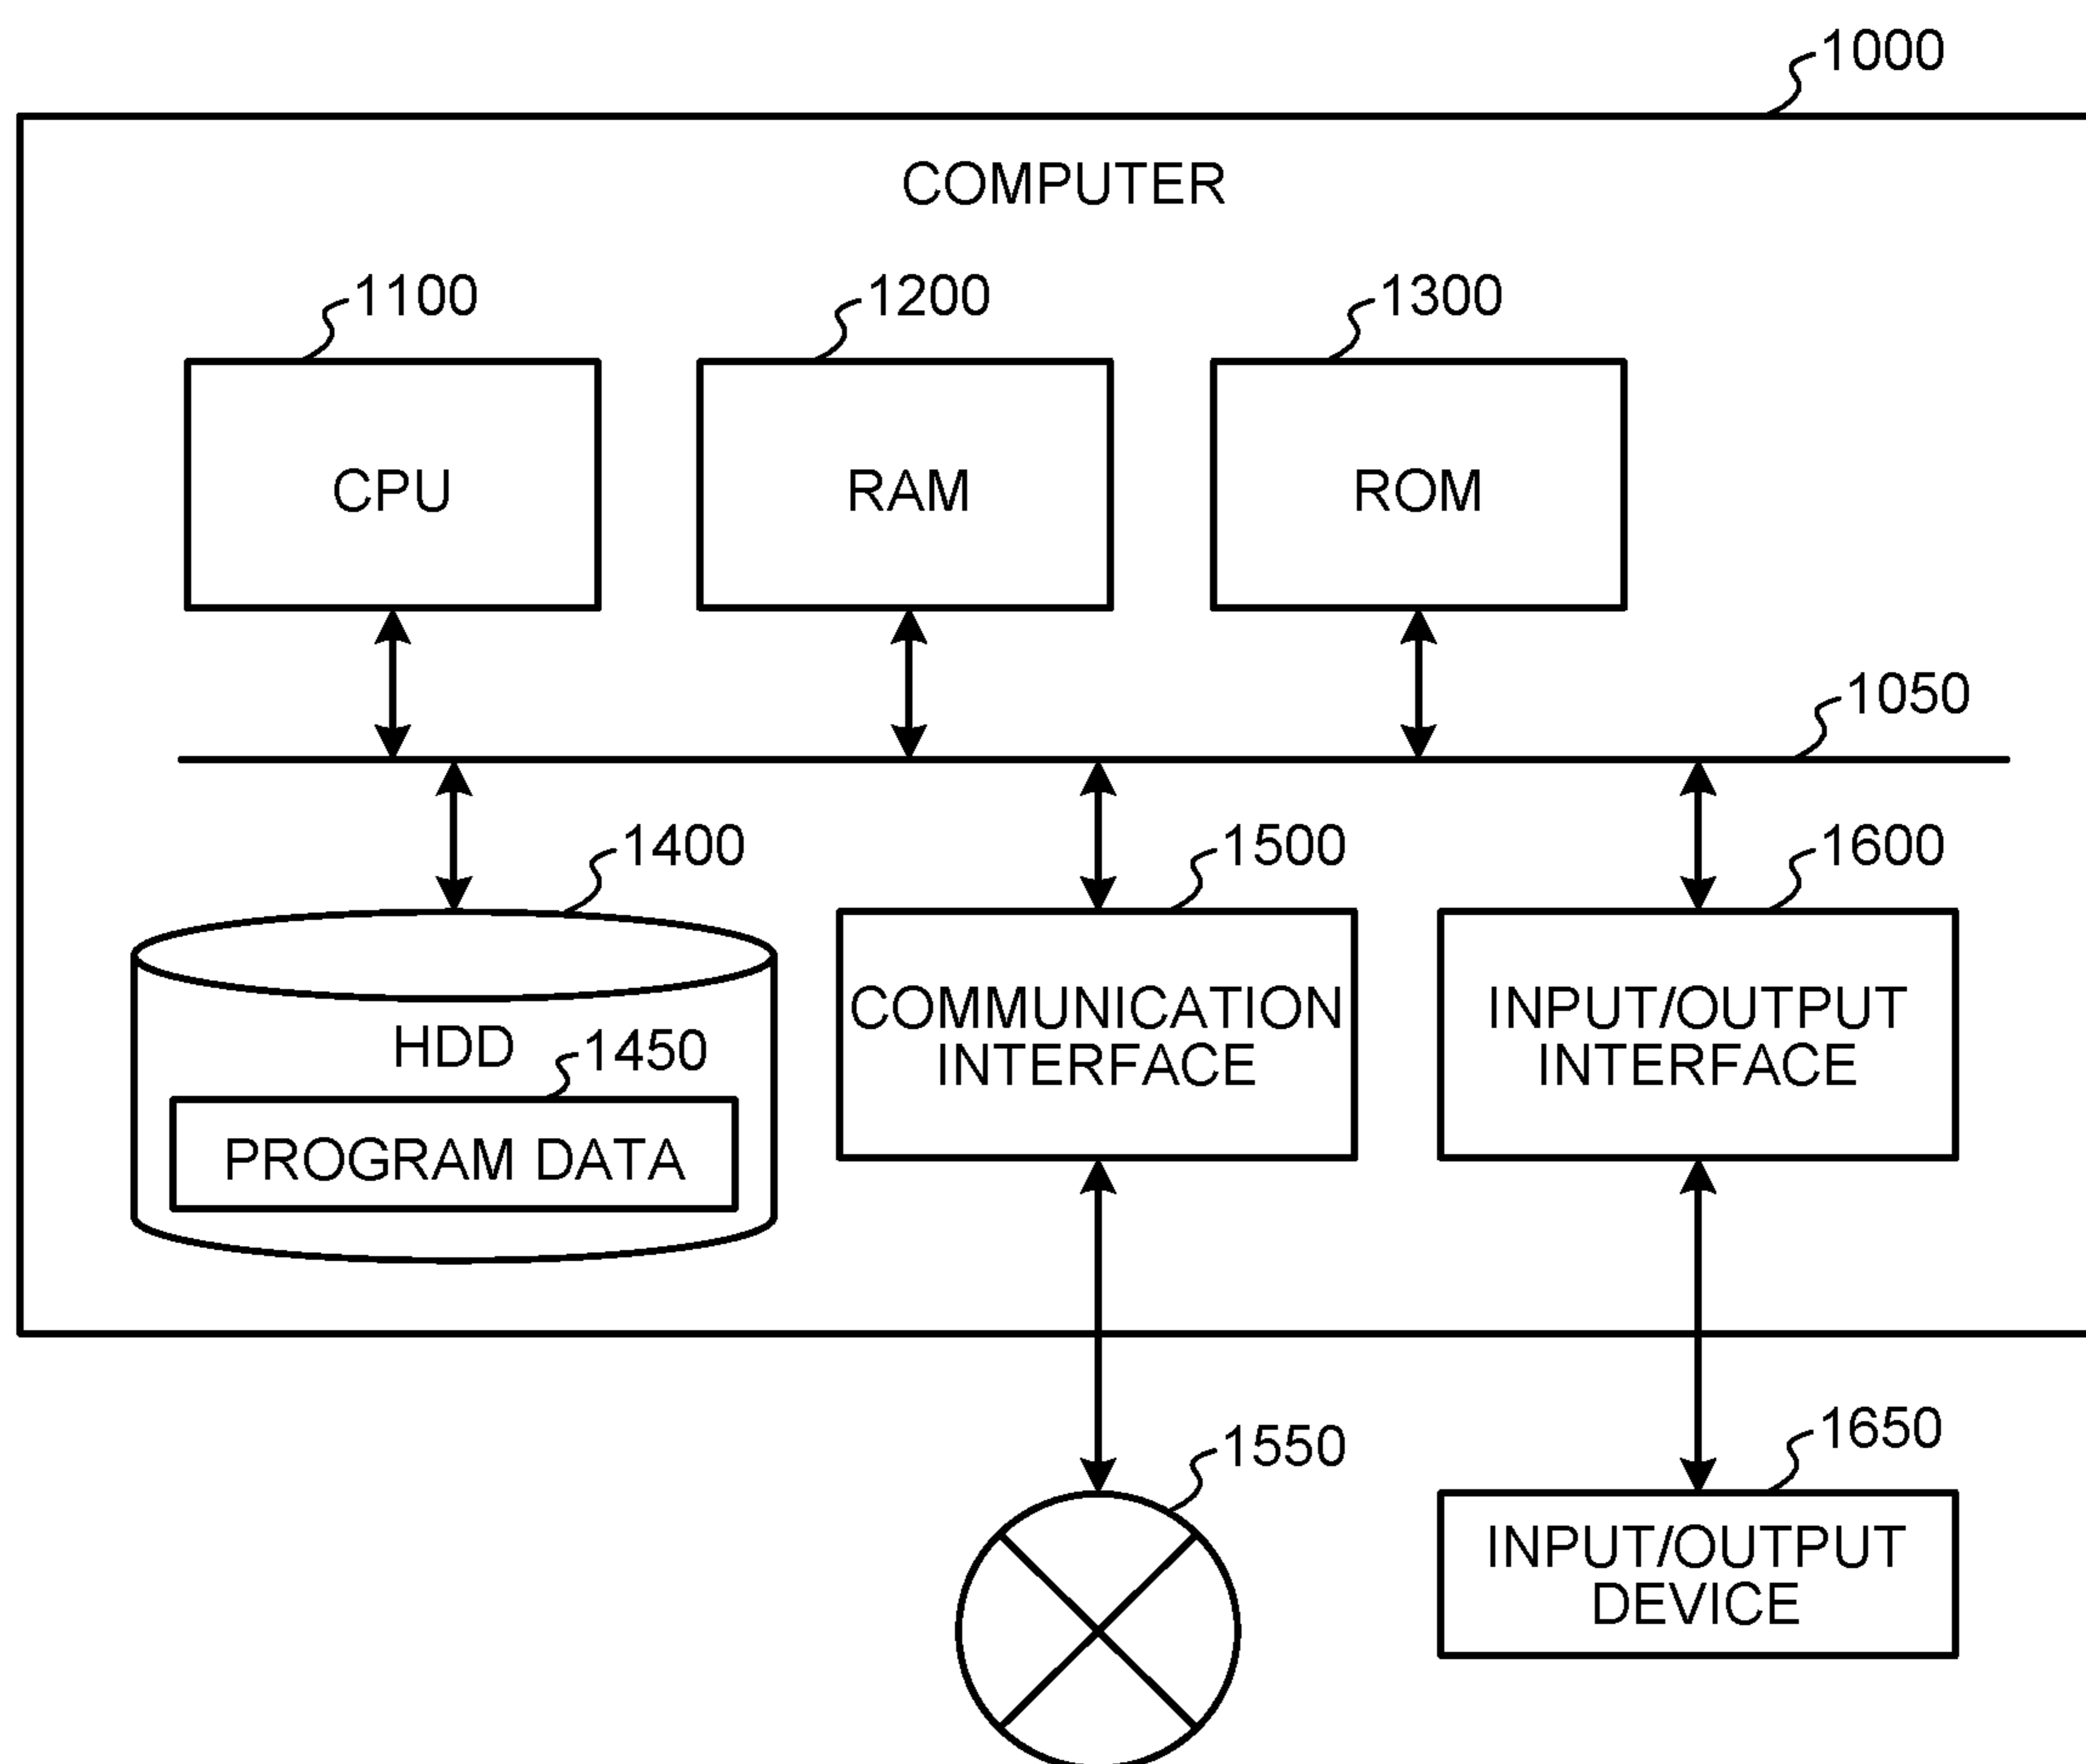 1000
COMPUTER
1100
1200
1300
CPU
RAM
ROM
1050
1400
1500
1600
HDD
1450
PROGRAM DATA
COMMUNICATION
INTERFACE
INPUT/OUTPUT
INTERFACE
1550
1650
INPUT/OUTPUT
DEVICE